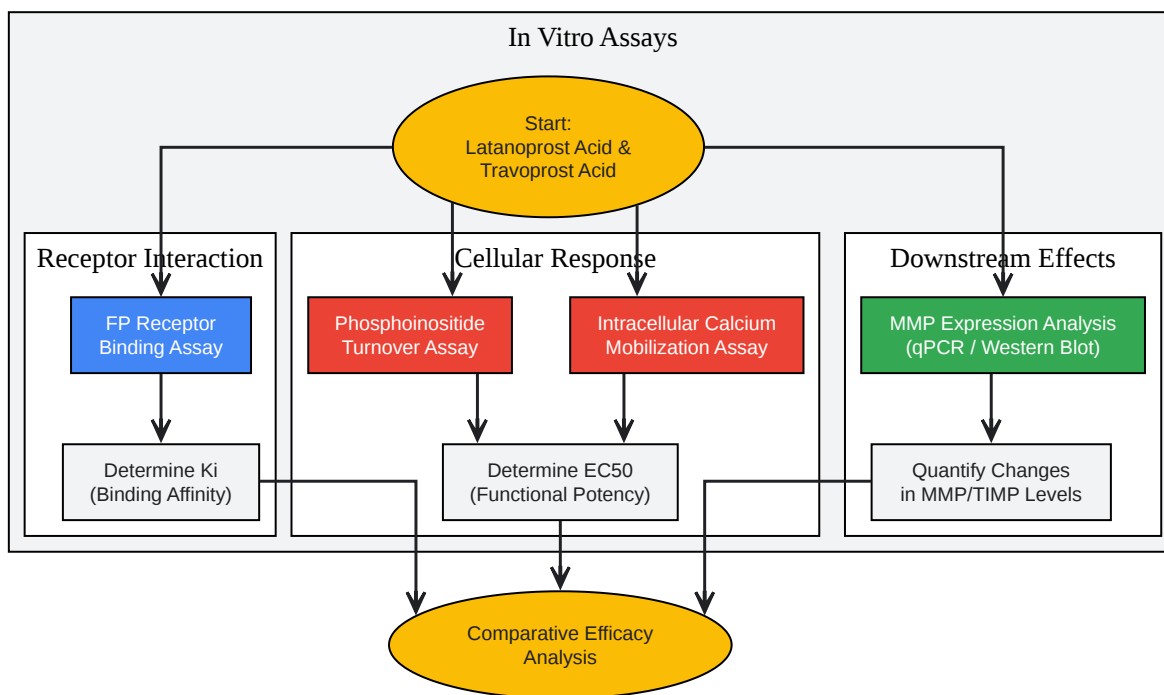 In Vitro Assays
Start:
Latanoprost Acid &
Travoprost Acid
Receptor Interaction
Cellular Response
Downstream Effects
FP Receptor
Binding Assay
Phosphoinositide
Turnover Assay
Intracellular Calcium
Mobilization Assay
MMP Expression Analysis
(qPCR / Western Blot)
Determine Ki
(Binding Affinity)
Determine EC50
(Functional Potency)
Quantify Changes
in MMP/TIMP Levels
Comparative Efficacy
Analysis